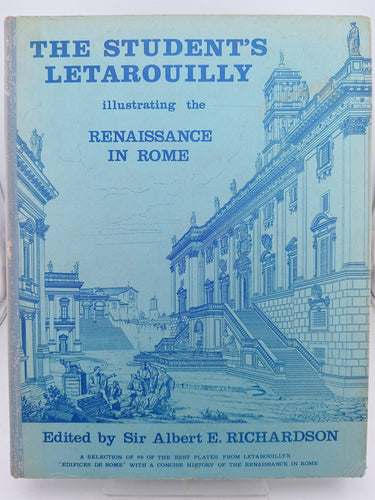 THE STUDENT'S
LETAROUILLY
illustrating the
RENAISSANCE
IN ROME
Edited by Sir Albert E. RICHARDSON
A SELECTION OF 68 OF THE BEST PLATES FROM LETAROUILLY'S
"EDIFICES DE ROME" WITH A CONCISE HISTORY OF THE RENAISSANCE IN ROME